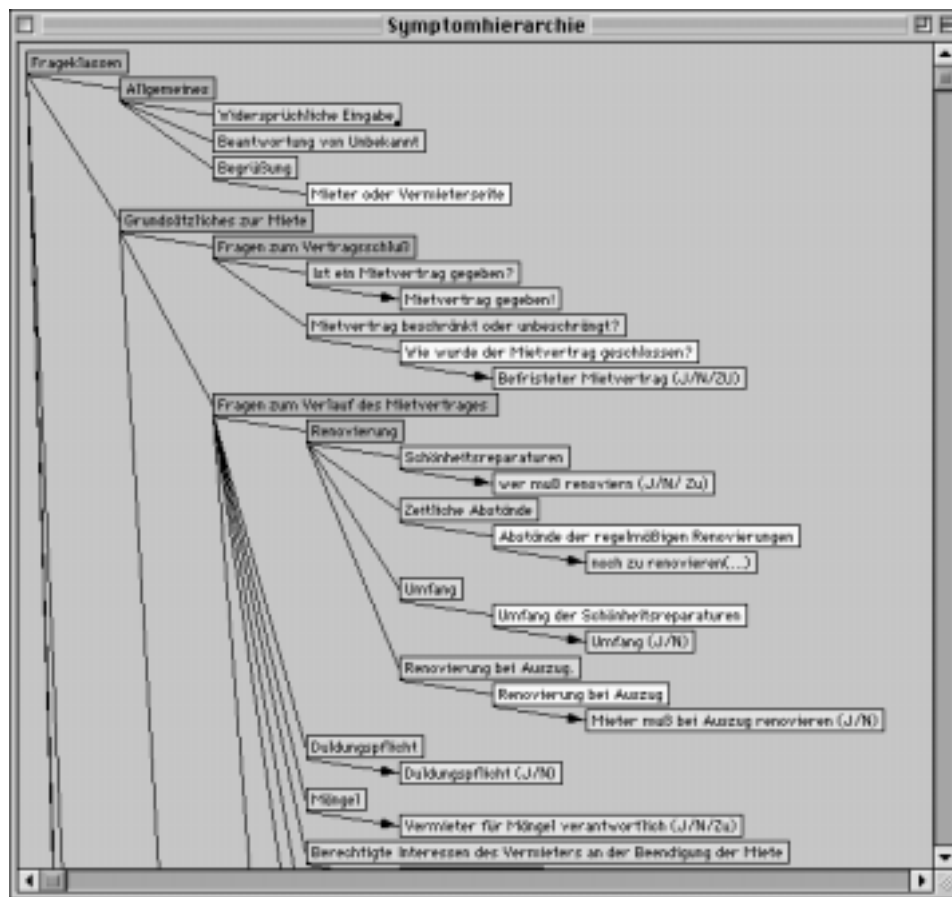 Symptomhierarchie
Frageklassen
Allgemeines
Widersprüchliche Eingabe
Beantwortung von Unbekannt
Begrüßung
Mieter oder Vermieterseite
Grundsätzliches zur Miete
Fragen zum Vertragsschluß
Ist ein Mietvertrag gegeben?
Mietvertrag gegeben!
Mietvertrag beschränkt oder unbeschrängt?
Wie wurde der Mietvertrag geschlossen?
Befristeter Mietvertrag (J/N/ZU)
Fragen zum Verlauf des Mietvertrages
Renovierung
Schönheitsreparaturen
wer muß renoviern (J/N/ Zu)
Zeitliche Abstände
Abstände der regelmäßigen Renovierungen
noch zu renovieren(...)
Umfang
Umfang der Schönheitsreparaturen
Umfang (J/N)
Renovierung bei Auszug.
Renovierung bei Auszug
Mieter muß bei Auszug renovieren (J/N)
Duldungspflicht
Duldungspflicht (J/N)
Mängel
Vermieter für Mängel verantwortlich (J/N/Zu)
Berechtigte Interessen des Vermieters an der Beendigung der Miete